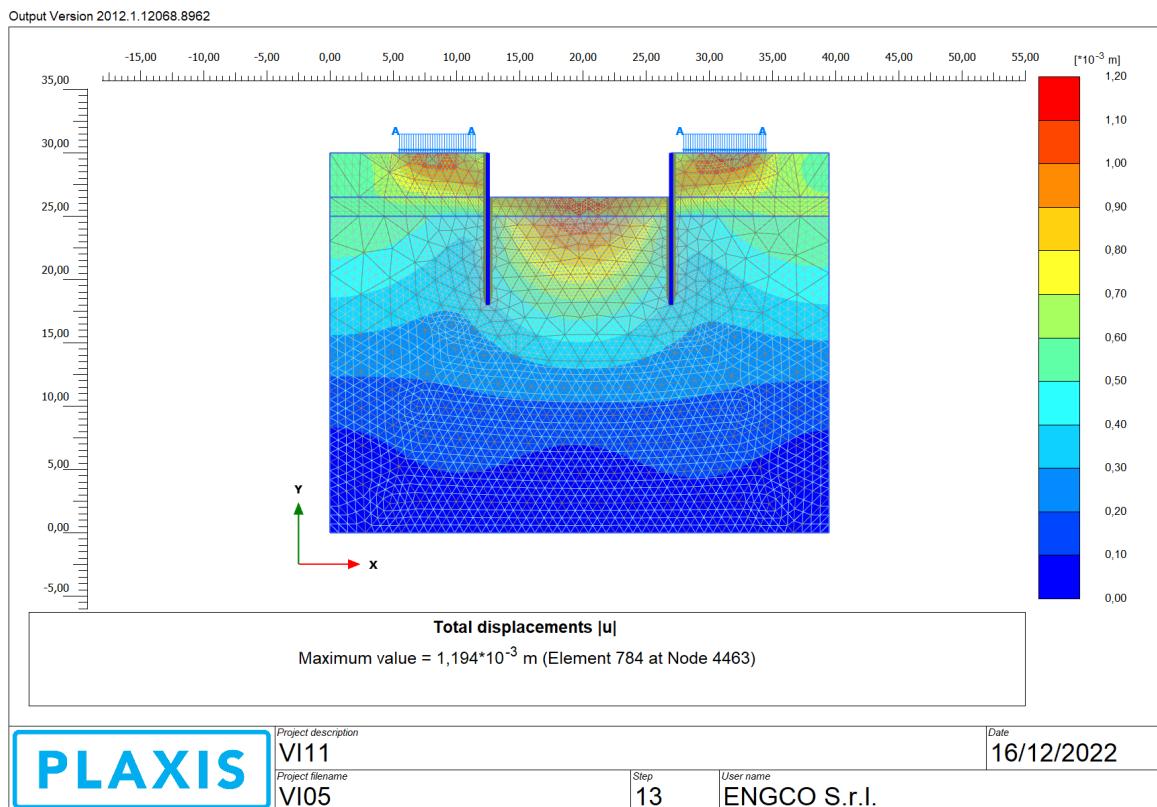 Output Version 2012.1.12068.8962
-15,00 -10,00 -5,00 0,00 5,00 10,00 15,00 20,00 25,00 30,00 35,00 40,00 45,00 50,00 55,00
[*10-3 m]
35,00
30,00
25,00
20,00
15,00
10,00
5,00
0,00
-5,00
A A A A
Y
X
1,20
1,10
1,00
0,90
0,80
0,70
0,60
0,50
0,40
0,30
0,20
0,10
0,00
Total displacements |u|
Maximum value = 1,194*10-3 m (Element 784 at Node 4463)
PLAXIS
Project description
VI11
Date
16/12/2022
Project filename
VI05
Step
13
User name
ENGCO S.r.l.